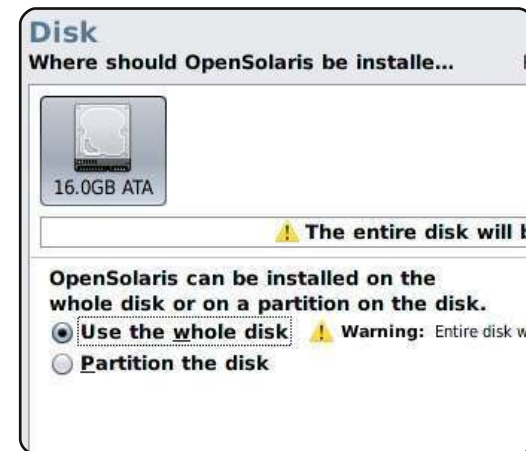 Disk
Where should OpenSolaris be installe...
16.0GB ATA
The entire disk will
OpenSolaris can be installed on the
whole disk or on a partition on the disk.
Use the whole disk Warning: Entire disk
Partition the disk